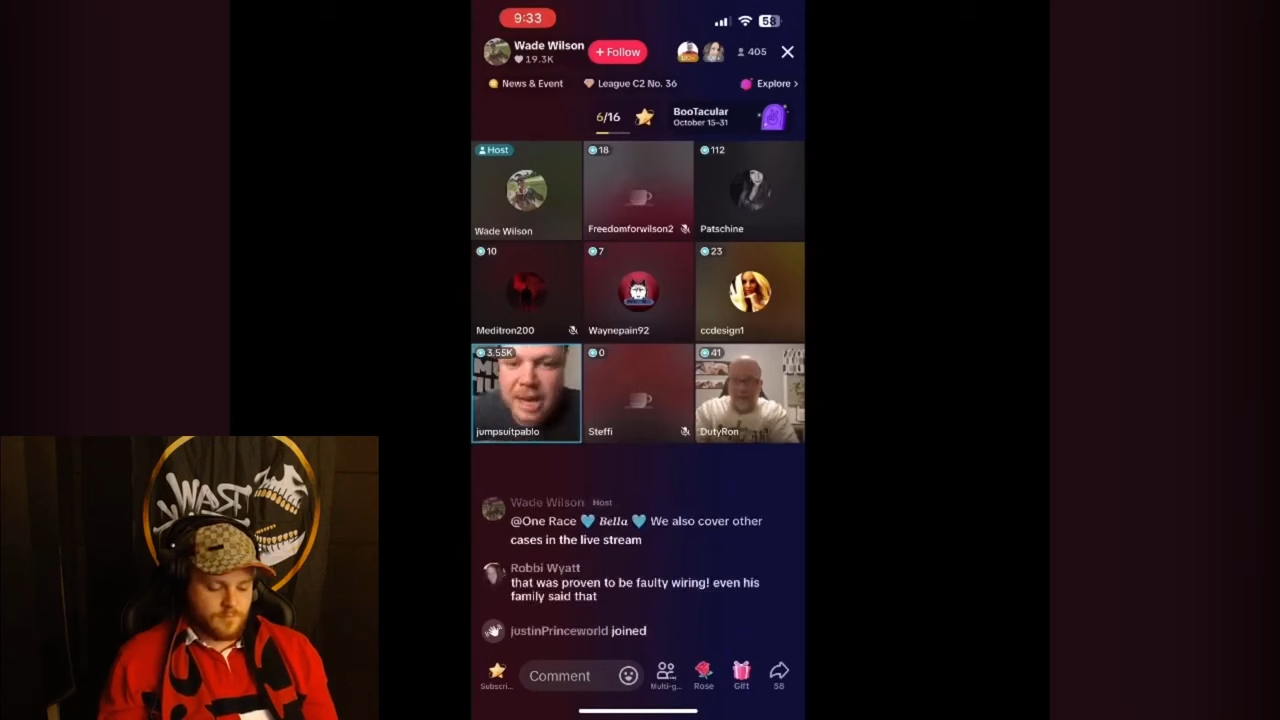 9:33
58
Wade Wilson
19.3K
+ Follow
405
News & Event
League C2 No. 36
Explore >
6/16
BooTacular
October 15-31
Host
18
112
Wade Wilson
Freedomforwilson2
Patschine
10
7
23
Meditron200
Waynepain92
ccdesign1
3.55K
0
41
jumpsuitpablo
Steffi
DutyRon
Wade Wilson Host
@One Race 💙 Bella 💙 We also cover other
cases in the live stream
Robbi Wyatt
that was proven to be faulty wiring! even his
family said that
justinPrinceworld joined
Comment
Subscri...
Multi-g...
Rose
Gift
58